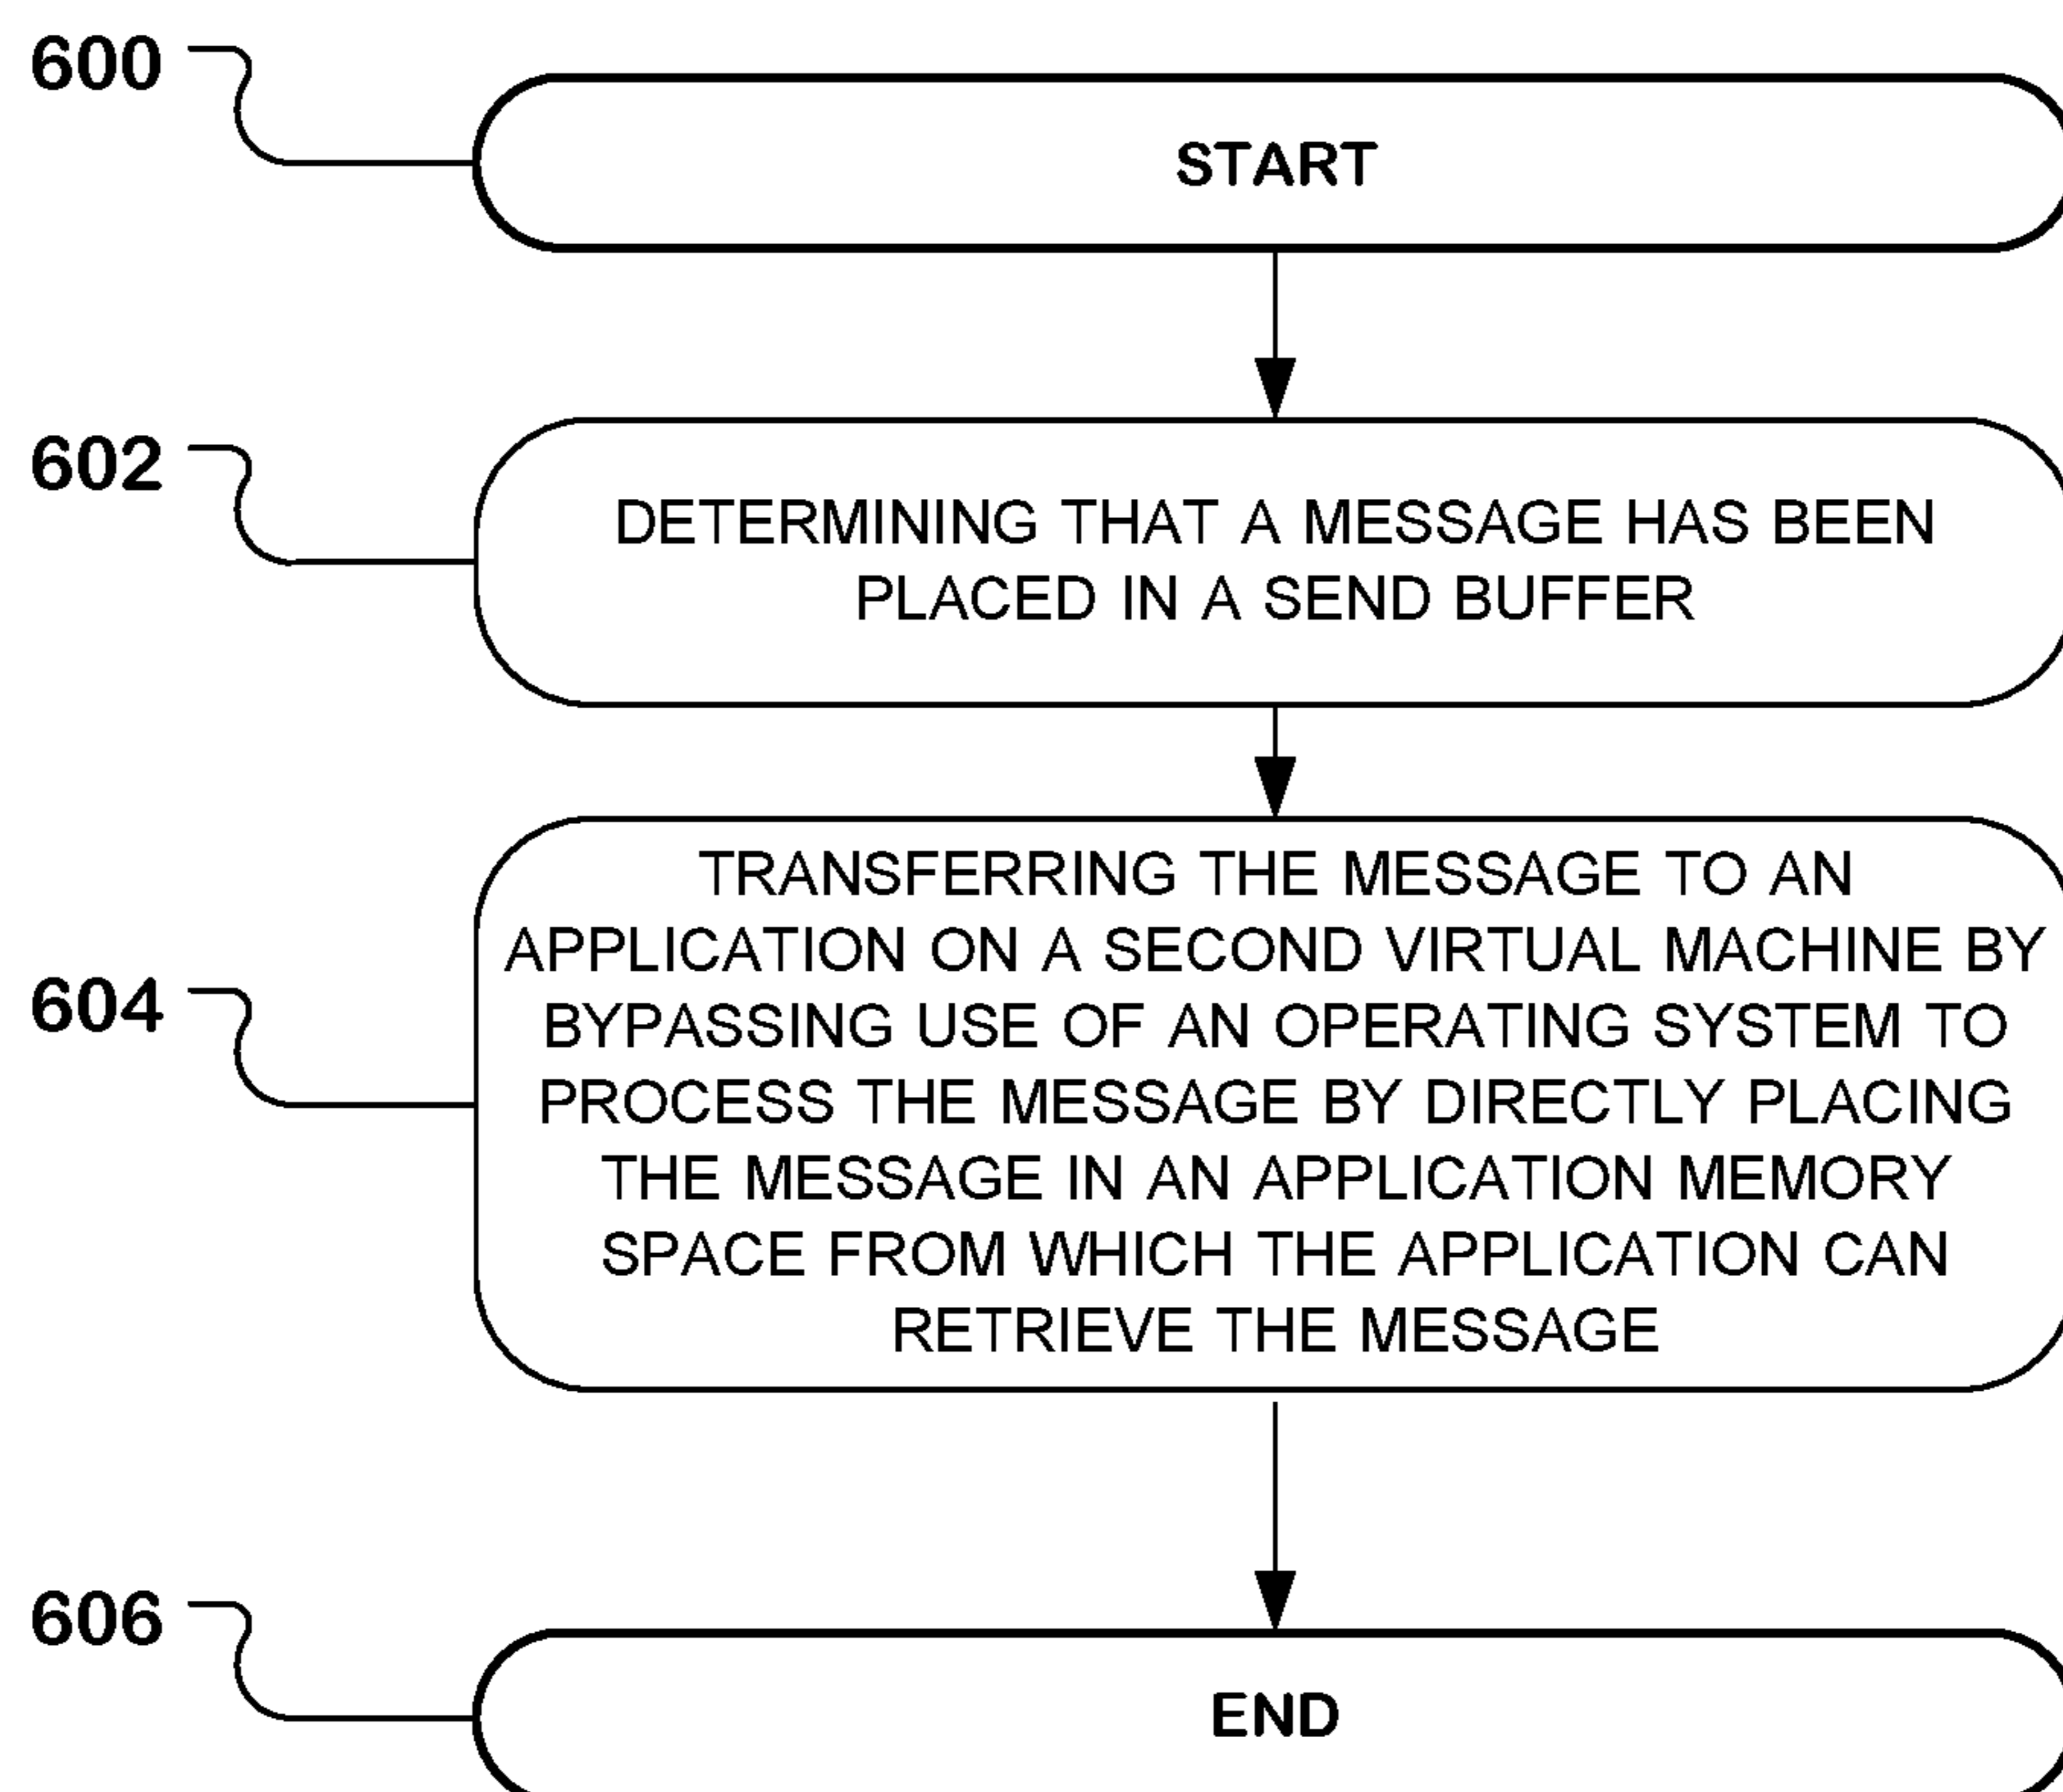 600
START
602
DETERMINING THAT A MESSAGE HAS BEEN
PLACED IN A SEND BUFFER
604
TRANSFERRING THE MESSAGE TO AN
APPLICATION ON A SECOND VIRTUAL MACHINE BY
BYPASSING USE OF AN OPERATING SYSTEM TO
PROCESS THE MESSAGE BY DIRECTLY PLACING
THE MESSAGE IN AN APPLICATION MEMORY
SPACE FROM WHICH THE APPLICATION CAN
RETRIEVE THE MESSAGE
606
END